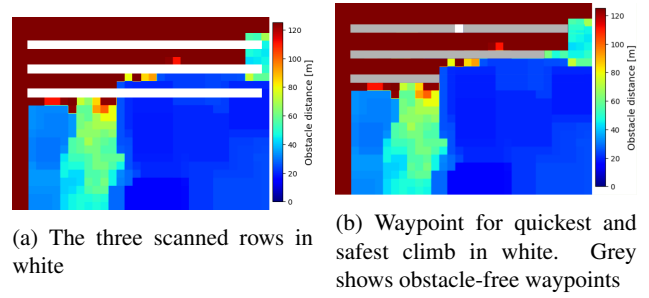 120
100
80
60
40
20
0
Obstacle distance [m]
120
100
80
60
40
20
0
Obstacle distance [m]
(a) The three scanned rows in
white
(b) Waypoint for quickest and
safest climb in white. Grey
shows obstacle-free waypoints